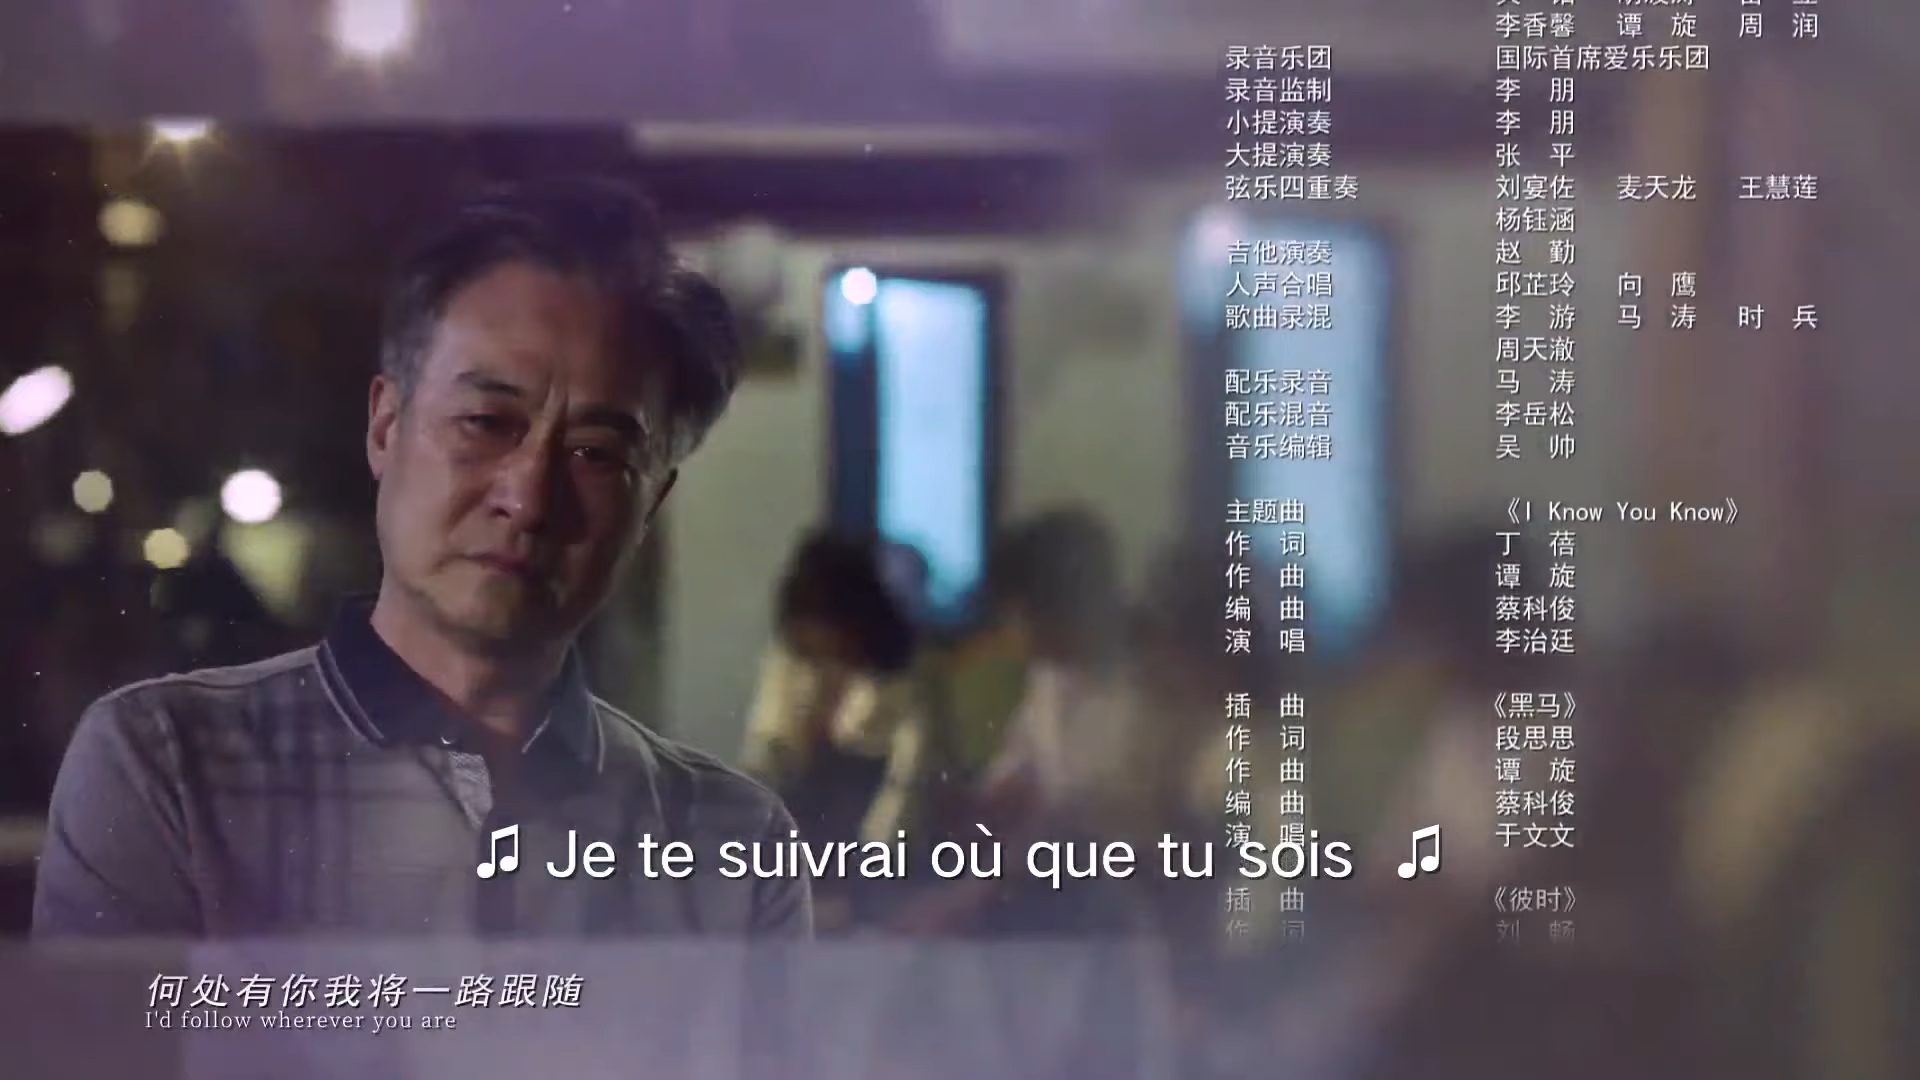 李香馨 谭 旋 周 润
录音乐团 国际首席爱乐乐团
录音监制 李 朋
小提演奏 李 朋
大提演奏 张 平
弦乐四重奏 刘宴佐 麦天龙 王慧莲
杨钰涵
吉他演奏 赵 勤
人声合唱 邱芷玲 向 鹰
歌曲录混 李 游 马 涛 时 兵
周天澈
配乐录音 马 涛
配乐混音 李岳松
音乐编辑 吴 帅
主题曲 《I Know You Know》
作 词 丁 蓓
作 曲 谭 旋
编 曲 蔡科俊
演 唱 李治廷
插 曲 《黑马》
作 词 段思思
作 曲 谭 旋
编 曲 蔡科俊
演 唱 于文文
♫ Je te suivrai où que tu sois ♫
插 曲 《彼时》
作 词 刘 畅
何处有你我将一路跟随
I'd follow wherever you are